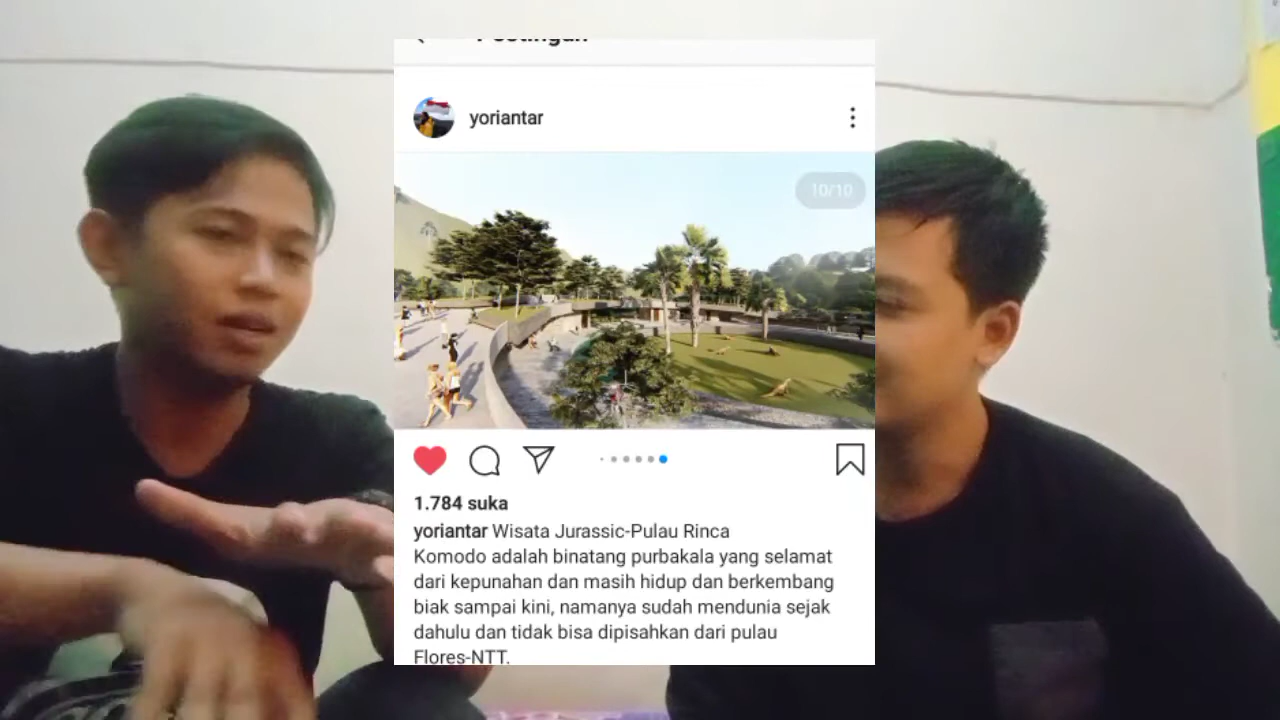 Postingan
yoriantar
10/10
1.784 suka
yoriantar Wisata Jurassic-Pulau Rinca
Komodo adalah binatang purbakala yang selamat
dari kepunahan dan masih hidup dan berkembang
biak sampai kini, namanya sudah mendunia sejak
dahulu dan tidak bisa dipisahkan dari pulau
Flores-NTT.